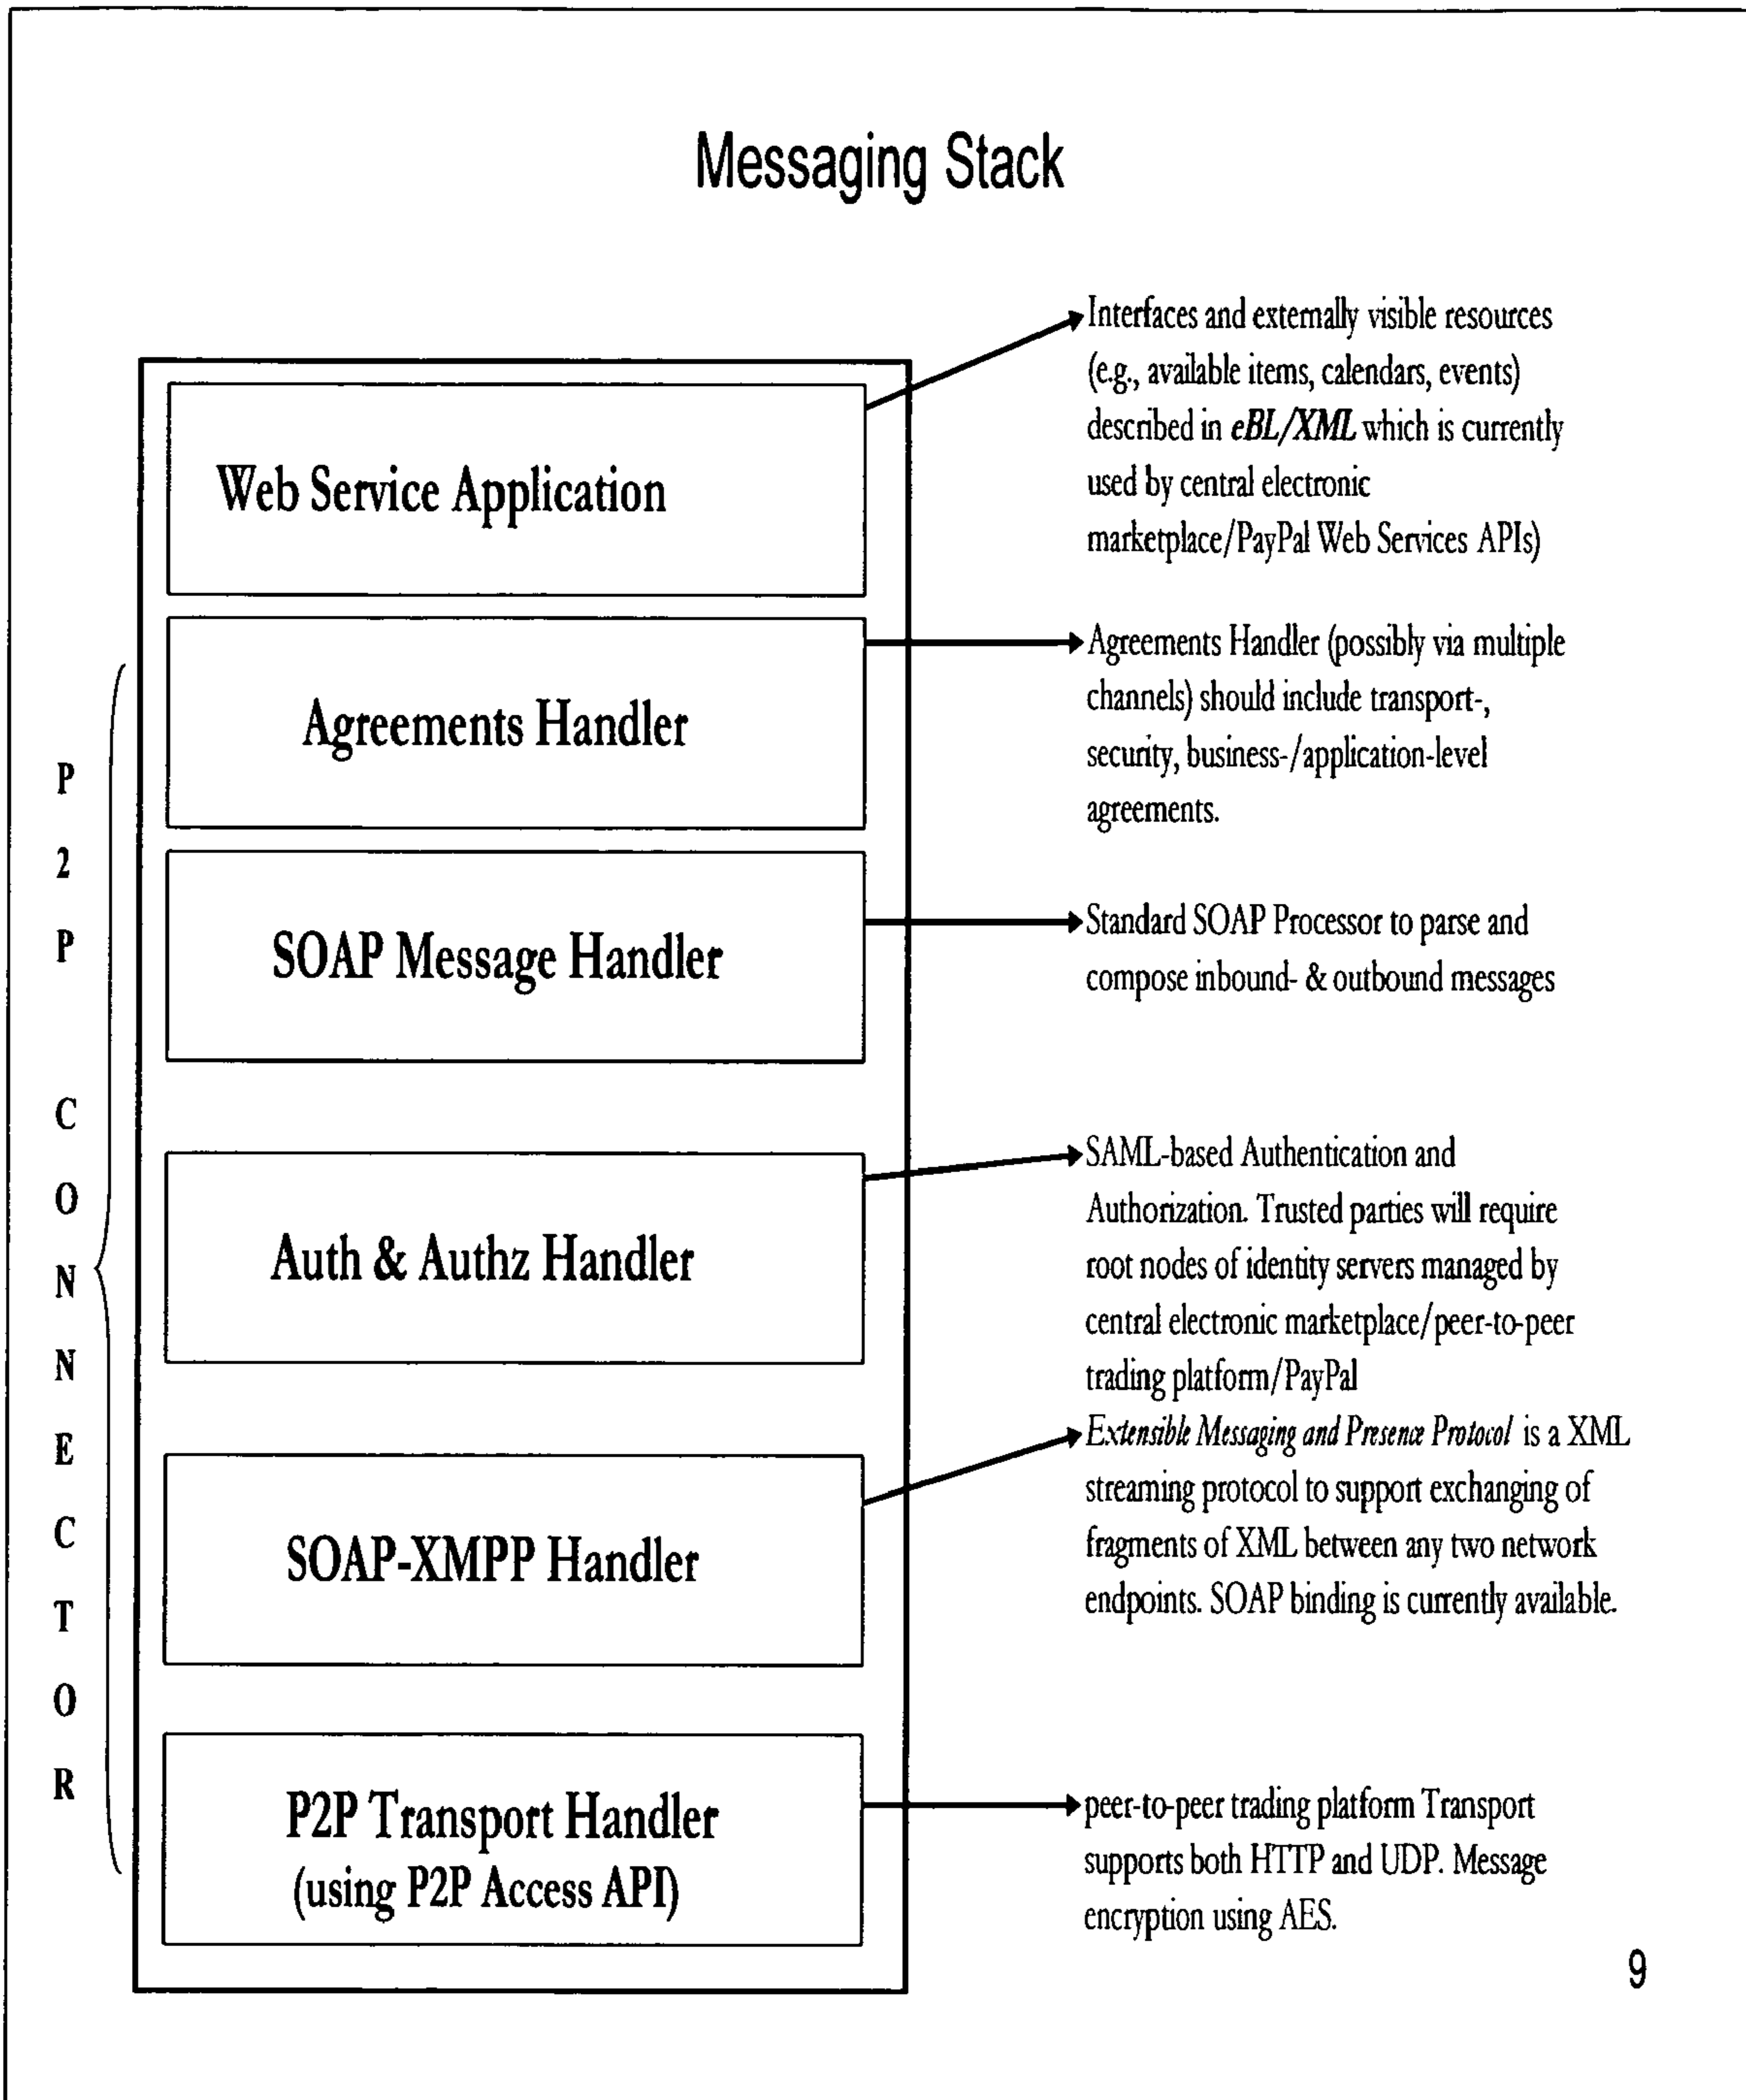 Messaging Stack
Interfaces and externally visible resources
(e.g., available items, calendars, events)
described in eBL/XML which is currently
used by central electronic
marketplace/PayPal Web Services APIs)
Web Service Application
Agreements Handler (possibly via multiple
channels) should include transport-,
security, business-/application-level
agreements.
Agreements Handler
Standard SOAP Processor to parse and
compose inbound- & outbound messages
SOAP Message Handler
SAML-based Authentication and
Authorization. Trusted parties will require
root nodes of identity servers managed by
central electronic marketplace/peer-to-peer
trading platform/PayPal
Auth & Authz Handler
Extensible Messaging and Presence Protocol is a XML
streaming protocol to support exchanging of
fragments of XML between any two network
endpoints. SOAP binding is currently available.
SOAP-XMPP Handler
peer-to-peer trading platform Transport
supports both HTTP and UDP. Message
encryption using AES.
P2P Transport Handler
(using P2P Access API)
P2P CONNECTOR
9